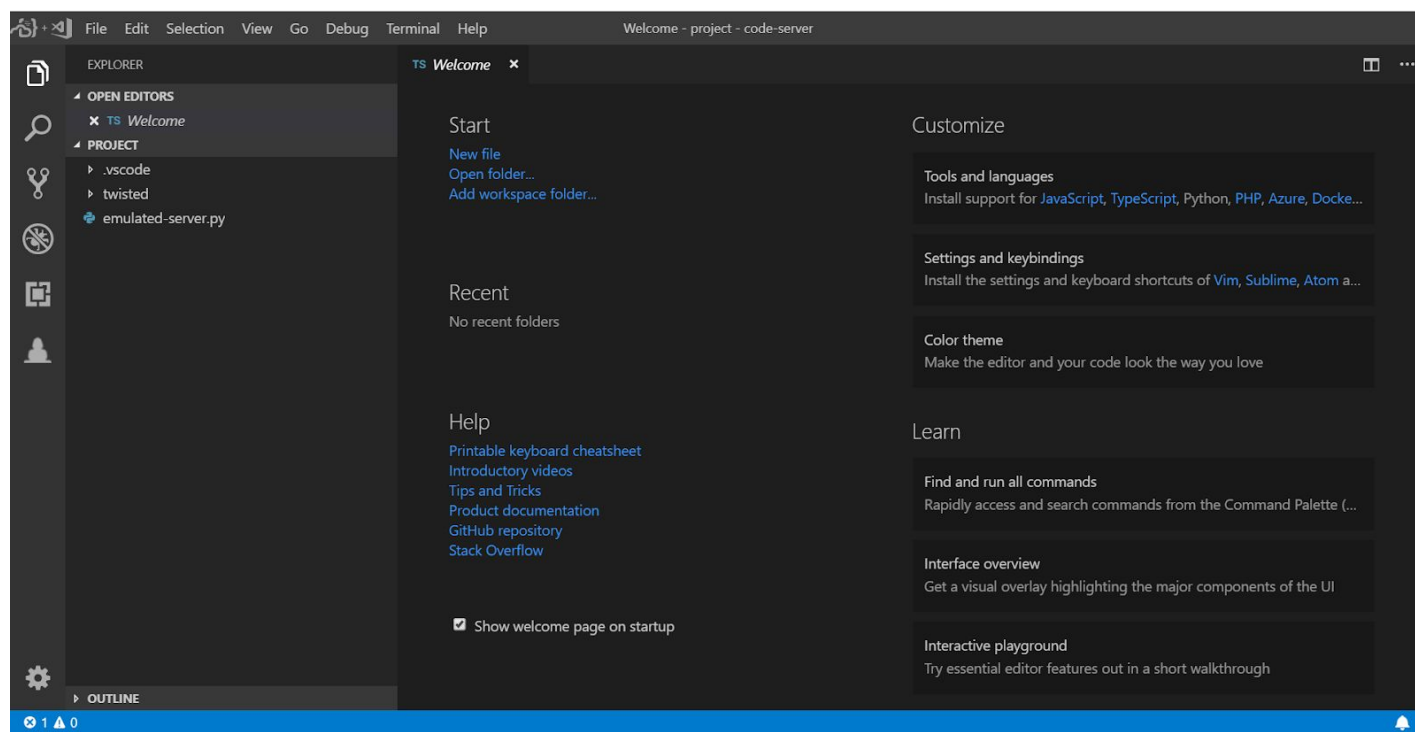 File Edit Selection View Go Debug Terminal Help
Welcome - project - code-server
EXPLORER
OPEN EDITORS
TS Welcome
PROJECT
.vscode
twisted
emulated-server.py
OUTLINE
TS Welcome
Start
New file
Open folder...
Add workspace folder...
Recent
No recent folders
Help
Printable keyboard cheatsheet
Introductory videos
Tips and Tricks
Product documentation
GitHub repository
Stack Overflow
Show welcome page on startup
Customize
Tools and languages
Install support for JavaScript, TypeScript, Python, PHP, Azure, Docke...
Settings and keybindings
Install the settings and keyboard shortcuts of Vim, Sublime, Atom a...
Color theme
Make the editor and your code look the way you love
Learn
Find and run all commands
Rapidly access and search commands from the Command Palette (...
Interface overview
Get a visual overlay highlighting the major components of the UI
Interactive playground
Try essential editor features out in a short walkthrough
1 0